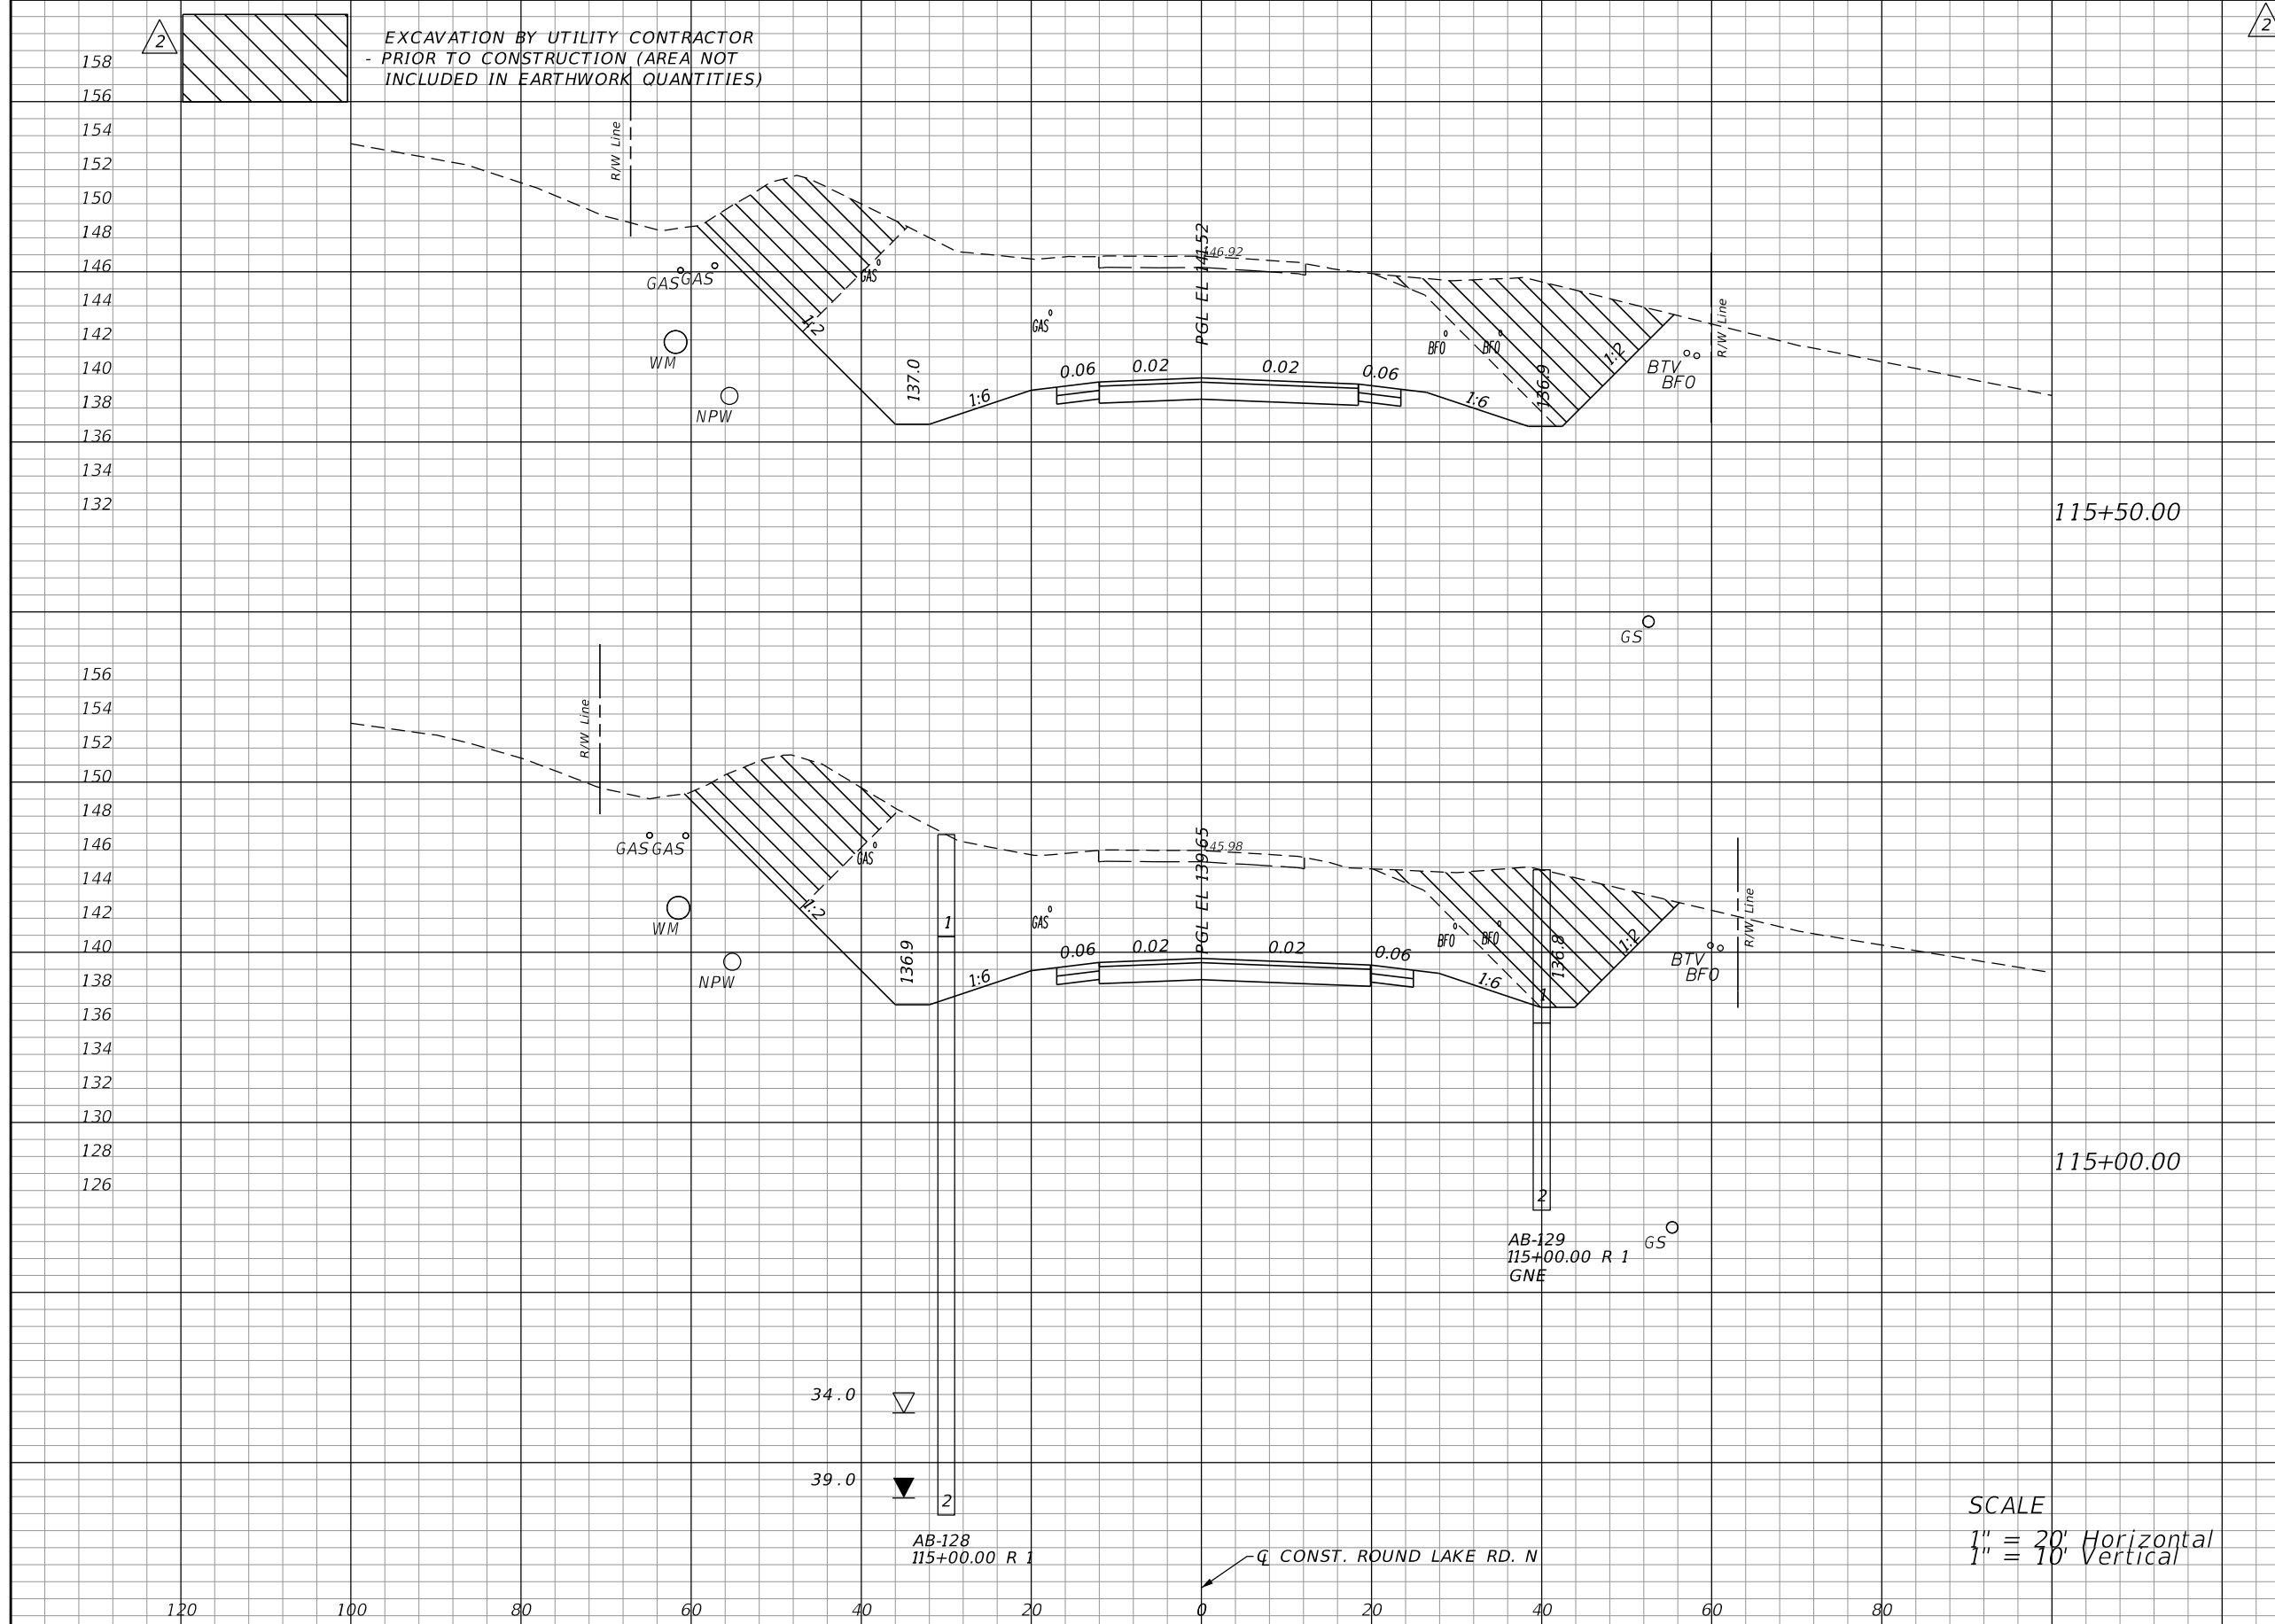 2
EXCAVATION BY UTILITY CONTRACTOR
- PRIOR TO CONSTRUCTION (AREA NOT
INCLUDED IN EARTHWORK QUANTITIES)
2
158
156
154
152
150
148
146
144
142
140
138
136
134
132
R/W Line
GAS
GAS
WM
NPW
1:2
GAS
137.0
1:6
GAS
0.06
0.02
PGL EL 141.52
146.92
0.02
0.06
BFO
BFO
1:6
136.9
1:2
BTV
BFO
R/W Line
115+50.00
GS
156
154
152
150
148
146
144
142
140
138
136
134
132
130
128
126
R/W Line
GAS
GAS
WM
NPW
1:2
GAS
136.9
1
1:6
GAS
0.06
0.02
PGL EL 139.65
145.98
0.02
0.06
BFO
BFO
1:6
136.8
1
1:2
BTV
BFO
R/W Line
115+00.00
2
AB-129
115+00.00 R 1
GNE
GS
34.0
39.0
2
AB-128
115+00.00 R 1
℄ CONST. ROUND LAKE RD. N
SCALE
1" = 20' Horizontal
1" = 10' Vertical
120 100 80 60 40 20 0 20 40 60 80